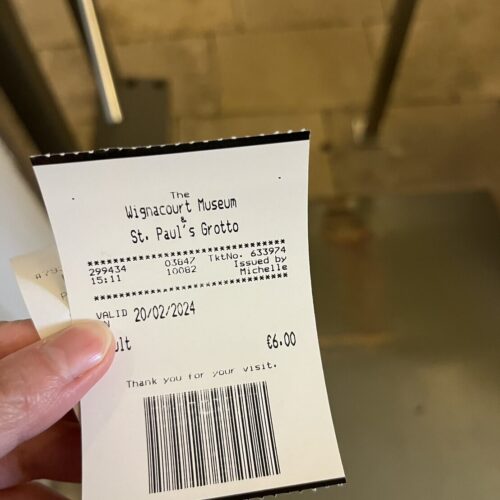 The
Wignacourt Museum
&
St. Paul's Grotto
********************************
299434 03847 TktNo. 633974
15:11 10082 Issued by
Michelle
********************************
VALID 20/02/2024
€6.00
Thank you for your visit.